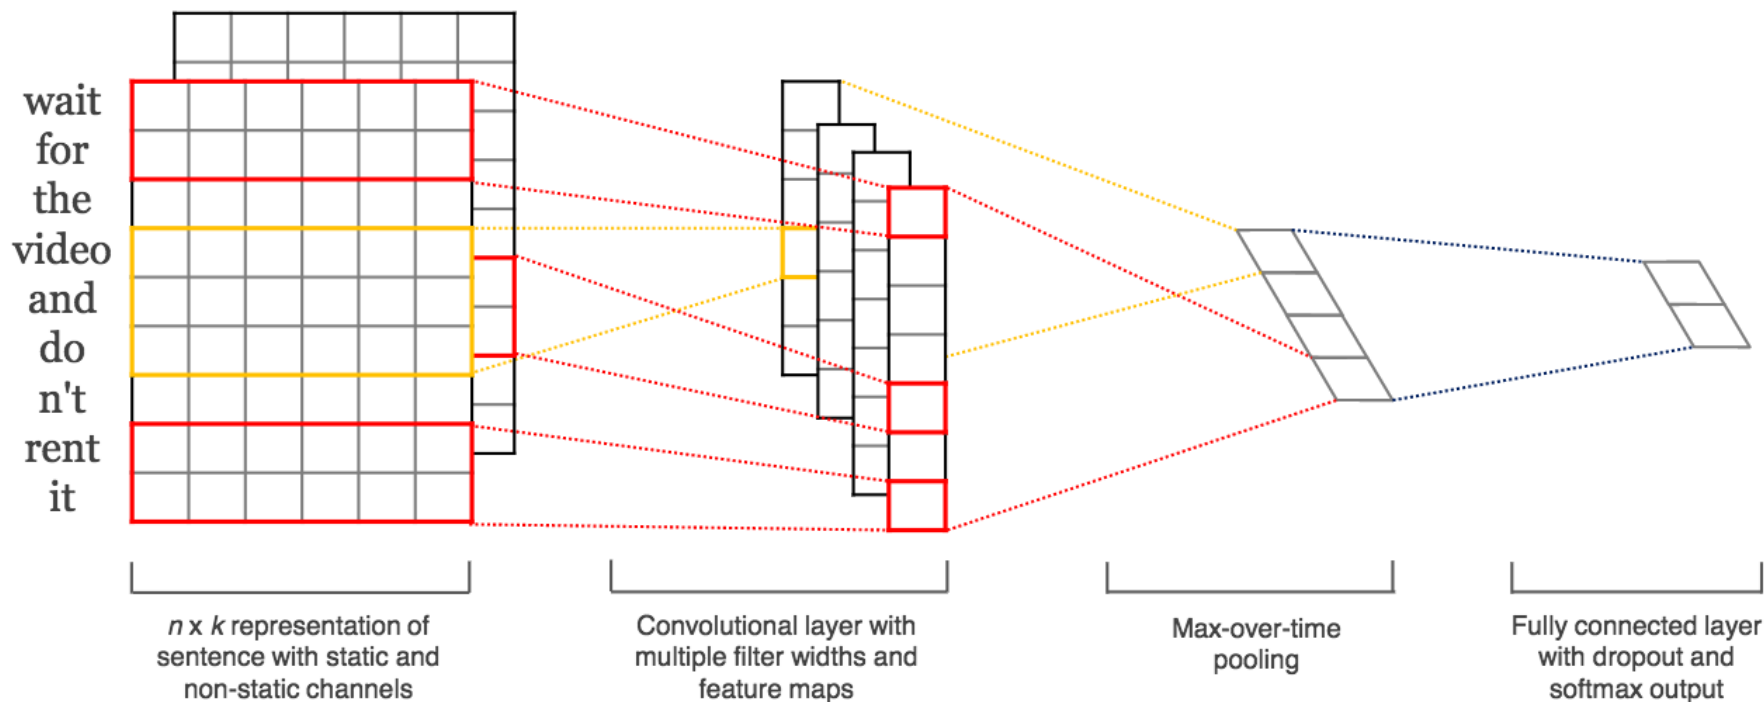 wait
for
the
video
and
do
n't
rent
it
n x k representation of
sentence with static and
non-static channels
Convolutional layer with
multiple filter widths and
feature maps
Max-over-time
pooling
Fully connected layer
with dropout and
softmax output